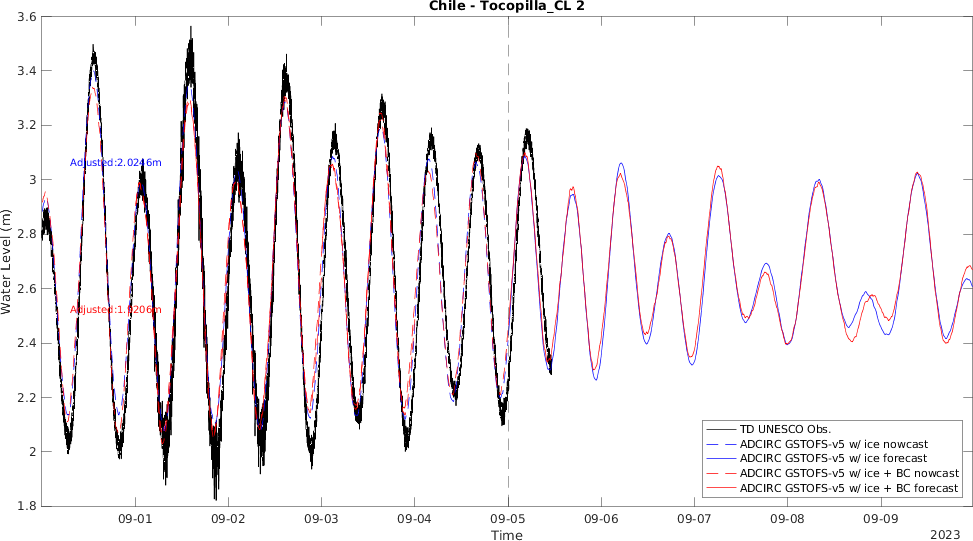 Chile - Tocopilla_CL 2
3.6
3.4
3.2
3
2.8
2.6
2.4
2.2
2
1.8
Water Level (m)
Adjusted:2.0246m
Adjusted:1.9206m
TD UNESCO Obs.
ADCIRC GSTOFS-v5 w/ ice nowcast
ADCIRC GSTOFS-v5 w/ ice forecast
ADCIRC GSTOFS-v5 w/ ice + BC nowcast
ADCIRC GSTOFS-v5 w/ ice + BC forecast
09-01 09-02 09-03 09-04 09-05 09-06 09-07 09-08 09-09
Time
2023